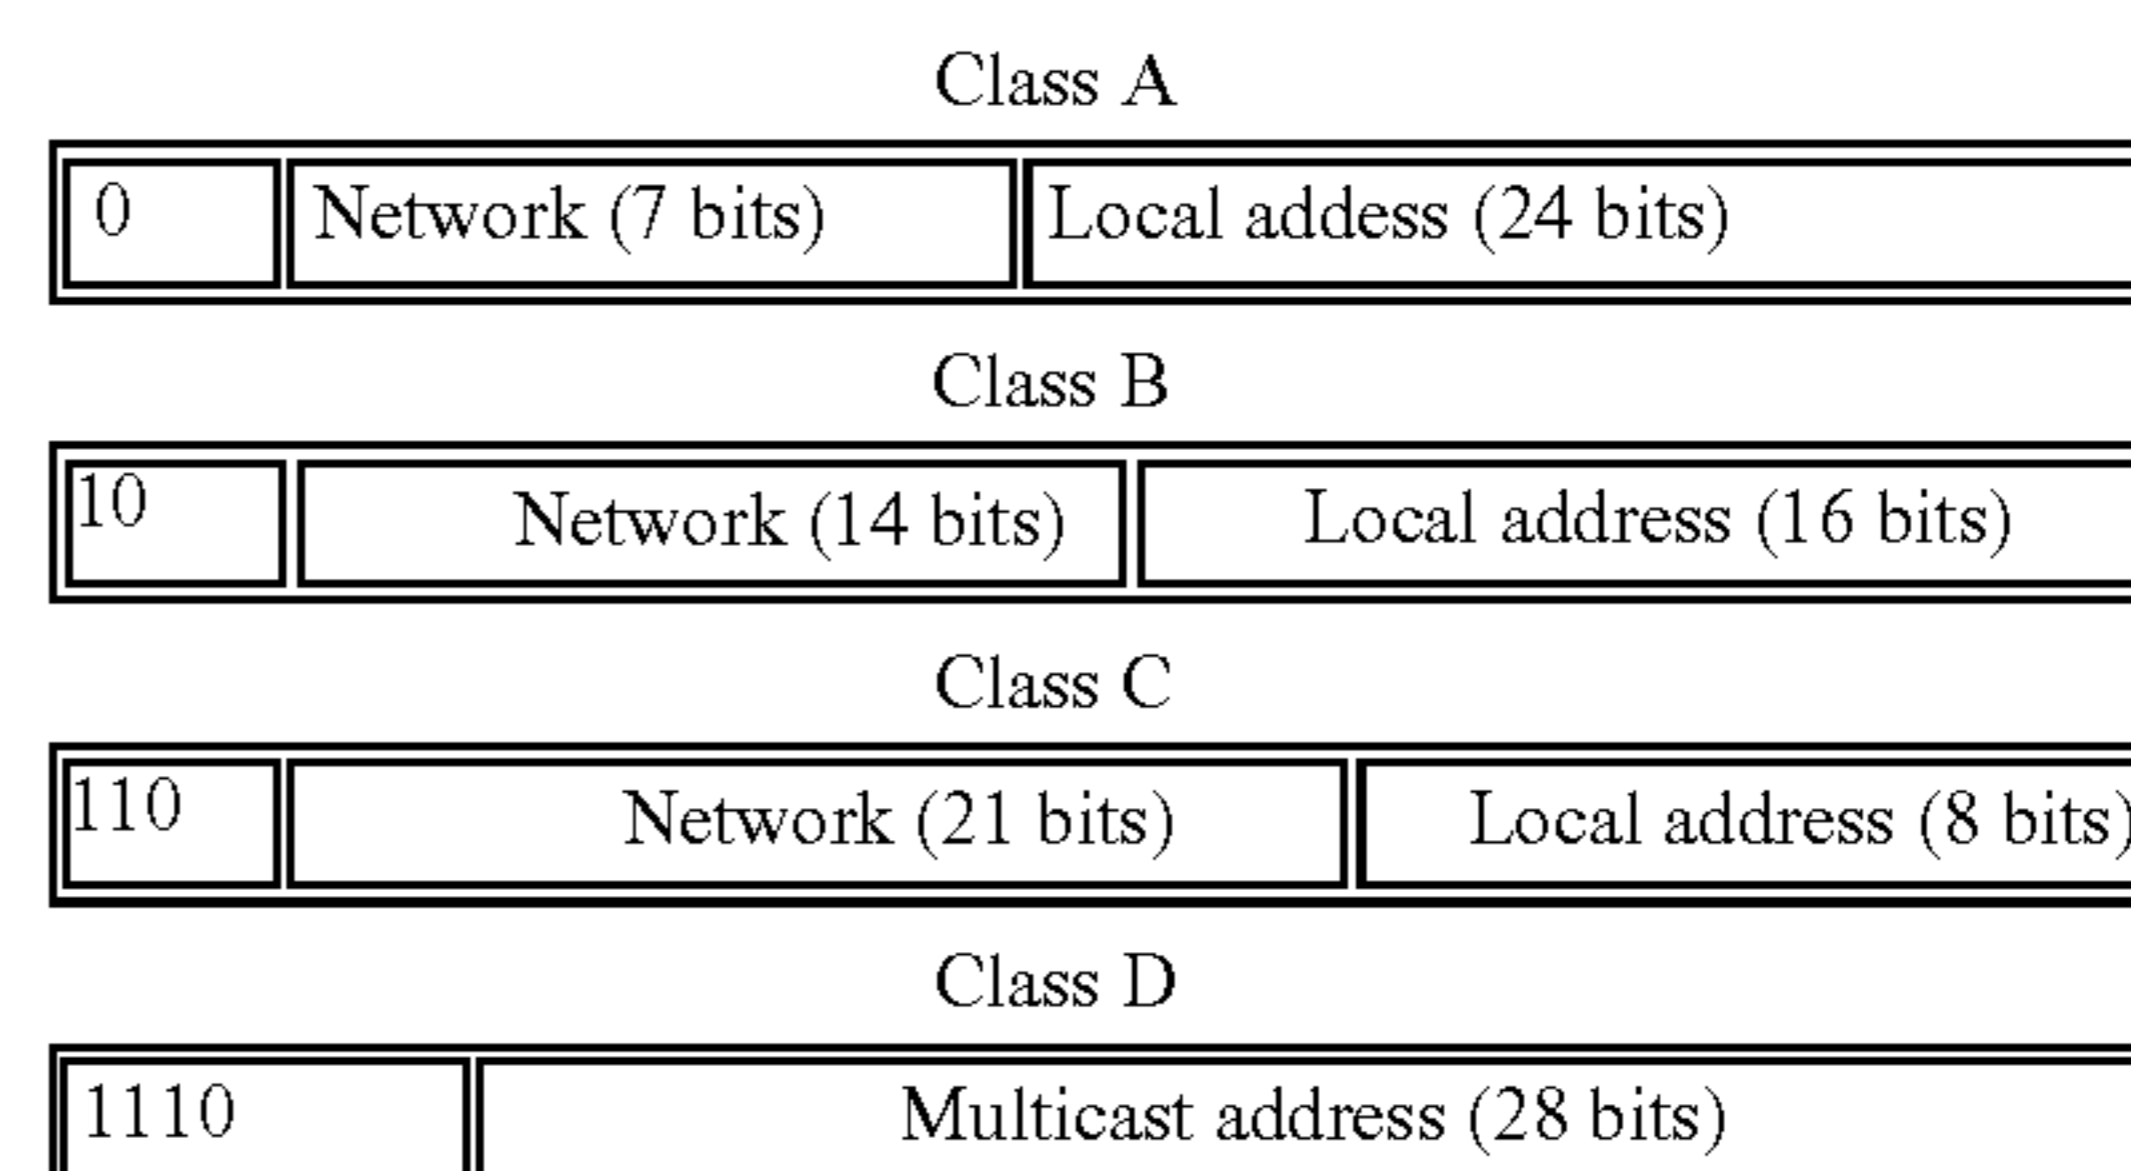 Class A
0 Network (7 bits) Local addess (24 bits)
Class B
10 Network (14 bits) Local address (16 bits)
Class C
110 Network (21 bits) Local address (8 bits)
Class D
1110 Multicast address (28 bits)